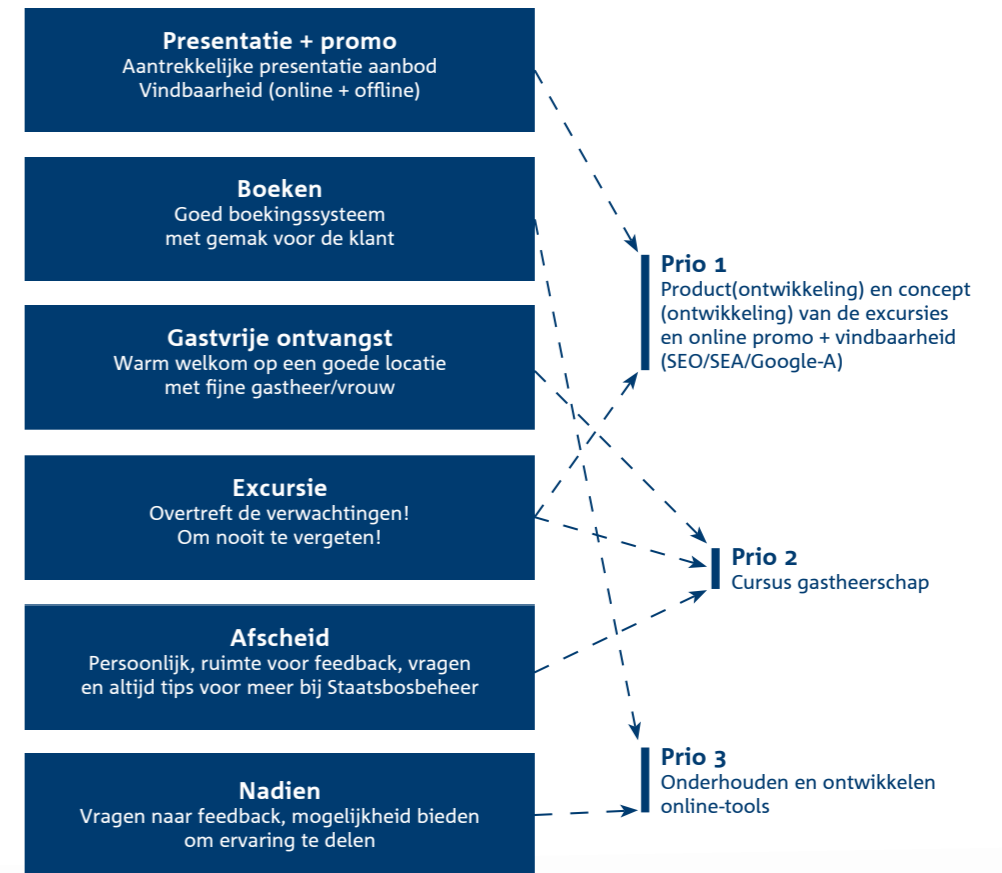 Presentatie + promo
Aantrekkelijke presentatie aanbod
Vindbaarheid (online + offline)
Boeken
Goed boekingssysteem
met gemak voor de klant
Gastvrije ontvangst
Warm welkom op een goede locatie
met fijne gastheer/vrouw
Excursie
Overtreft de verwachtingen!
Om nooit te vergeten!
Afscheid
Persoonlijk, ruimte voor feedback, vragen
en altijd tips voor meer bij Staatsbosbeheer
Nadien
Vragen naar feedback, mogelijkheid bieden
om ervaring te delen
Prio 1
Product(ontwikkeling) en concept
(ontwikkeling) van de excursies
en online promo + vindbaarheid
(SEO/SEA/Google-A)
Prio 2
Cursus gastheerschap
Prio 3
Onderhouden en ontwikkelen
online-tools